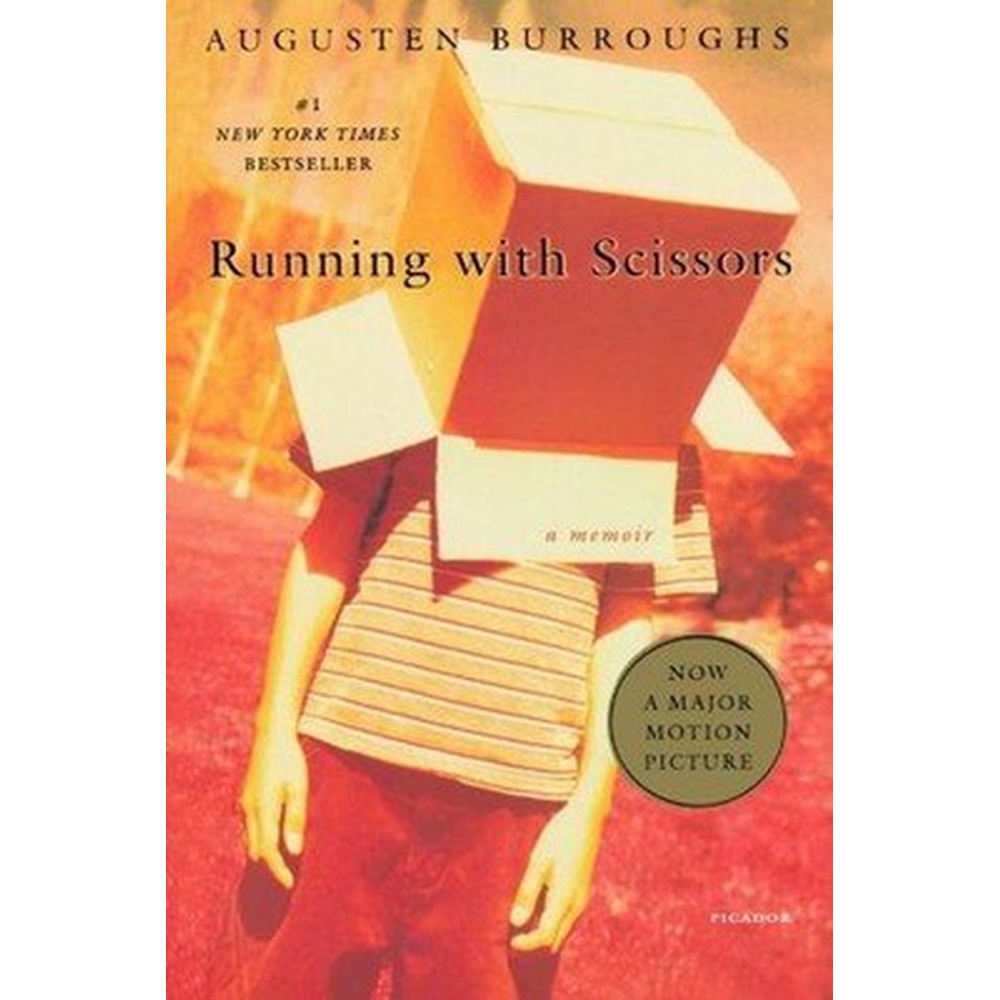 AUGUSTEN BURROUGHS
#1
NEW YORK TIMES
BESTSELLER
Running with Scissors
a memoir
NOW
A MAJOR
MOTION
PICTURE
PICADOR